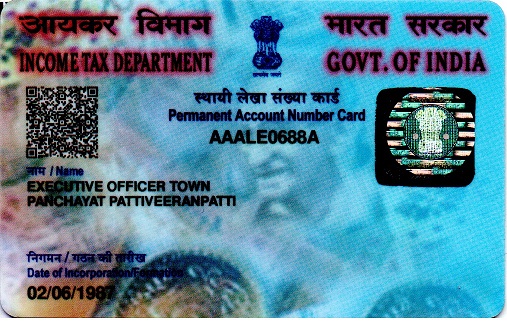 आयकर विभाग
INCOME TAX DEPARTMENT
भारत सरकार
GOVT. OF INDIA
सत्यमेव जयते
स्थायी लेखा संख्या कार्ड
Permanent Account Number Card
AAALE0688A
नाम / Name
EXECUTIVE OFFICER TOWN
PANCHAYAT PATTIVEERANPATTI
निगमन / गठन की तारीख
Date of Incorporation/Formation
02/06/1987